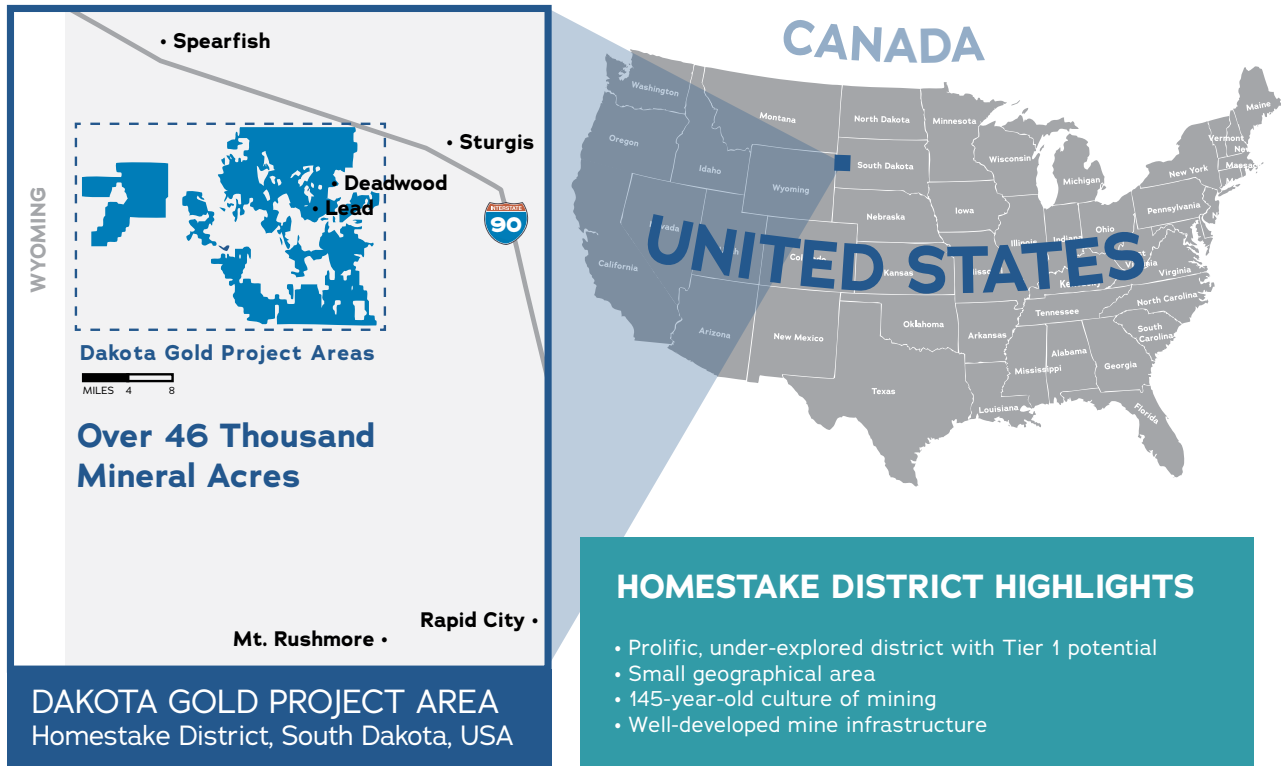 • Spearfish
• Sturgis
• Deadwood
• Lead
INTERSTATE
90
WYOMING
Dakota Gold Project Areas
MILES 4 8
Over 46 Thousand
Mineral Acres
Rapid City •
Mt. Rushmore •
DAKOTA GOLD PROJECT AREA
Homestake District, South Dakota, USA
CANADA
UNITED STATES
Washington
Oregon
California
Idaho
Montana
Wyoming
Arizona
New Mexico
North Dakota
South Dakota
Nebraska
Kansas
Oklahoma
Texas
Minnesota
Iowa
Arkansas
Louisiana
Wisconsin
Michigan
Illinois
Indiana
Ohio
Kentucky
Tennessee
Mississippi
Alabama
Georgia
Florida
South
Carolina
North Carolina
Virginia
Pennsylvania
New York
Vermont
Maine
HOMESTAKE DISTRICT HIGHLIGHTS
• Prolific, under-explored district with Tier 1 potential
• Small geographical area
• 145-year-old culture of mining
• Well-developed mine infrastructure